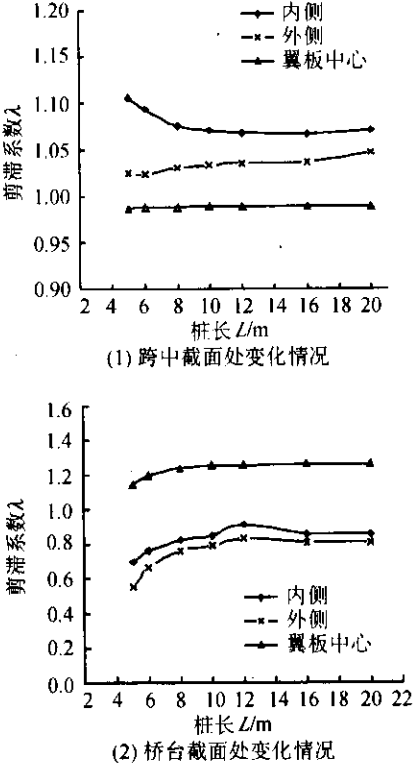 1.20
1.15
1.10
1.05
1.00
0.95
0.90
剪滞系数λ
内侧
外侧
翼板中心
2 4 6 8 10 12 14 16 18 20
桩长 L/m
(1) 跨中截面处变化情况
1.6
1.4
1.2
1.0
0.8
0.6
0.4
0.2
0.0
剪滞系数λ
内侧
外侧
翼板中心
2 4 6 8 10 12 14 16 18 20 22
桩长 L/m
(2) 桥台截面处变化情况